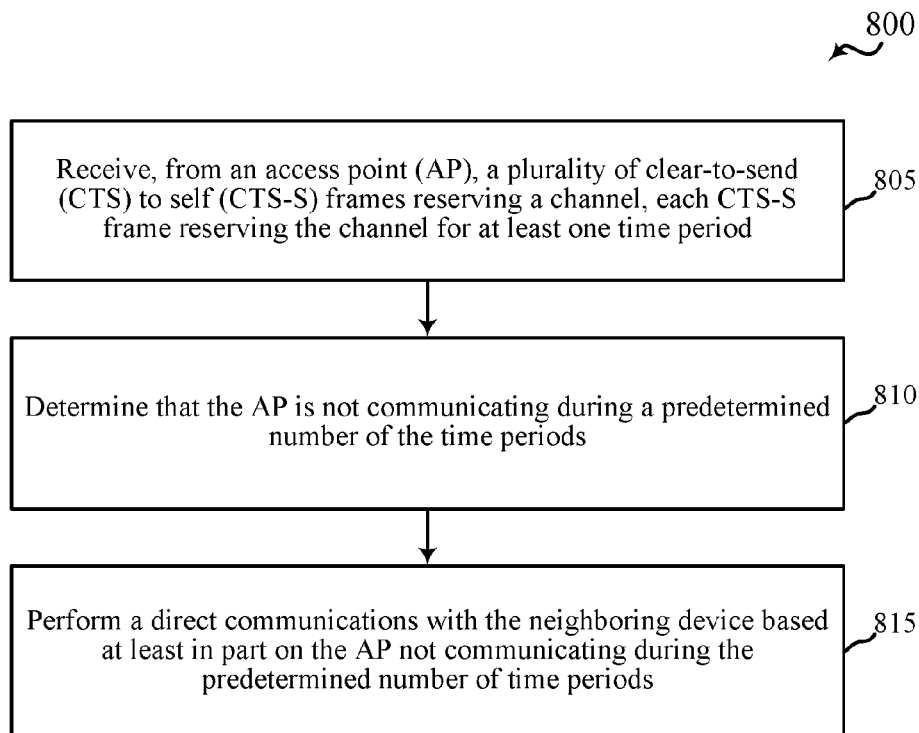 800
Receive, from an access point (AP), a plurality of clear-to-send
(CTS) to self (CTS-S) frames reserving a channel, each CTS-S
frame reserving the channel for at least one time period
805
Determine that the AP is not communicating during a predetermined
number of the time periods
810
Perform a direct communications with the neighboring device based
at least in part on the AP not communicating during the
predetermined number of time periods
815